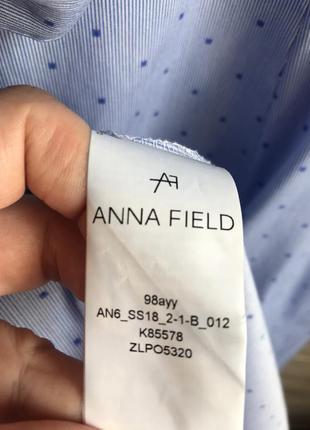 AF
ANNA FIELD
98ayy
AN6_SS18_2-1-B_012
K85578
ZLPO5320